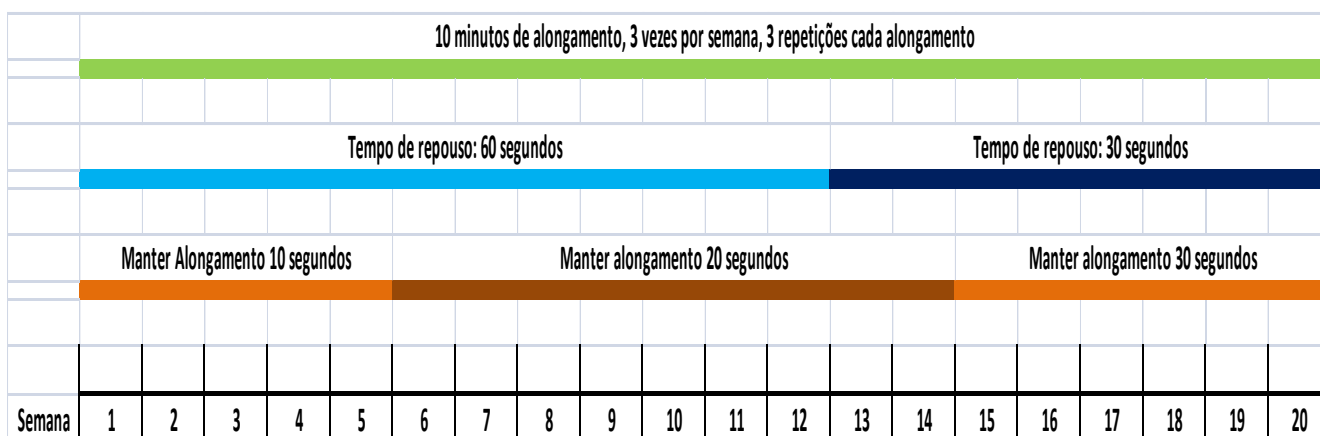 10 minutos de alongamento, 3 vezes por semana, 3 repetições cada alongamento
Tempo de repouso: 60 segundos Tempo de repouso: 30 segundos
Manter Alongamento 10 segundos Manter alongamento 20 segundos Manter alongamento 30 segundos
Semana 1 2 3 4 5 6 7 8 9 10 11 12 13 14 15 16 17 18 19 20